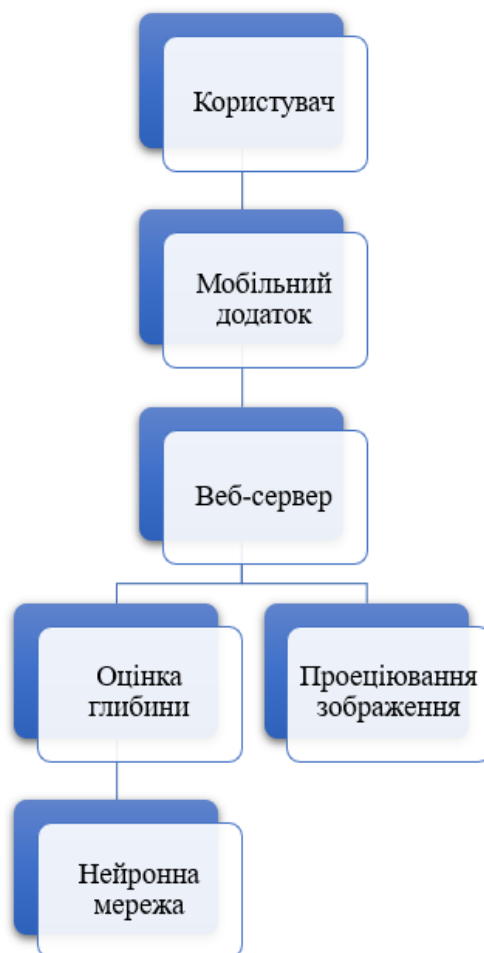 Користувач
Мобільний
додаток
Веб-сервер
Оцінка
глибини
Проеціювання
зображення
Нейронна
мережа